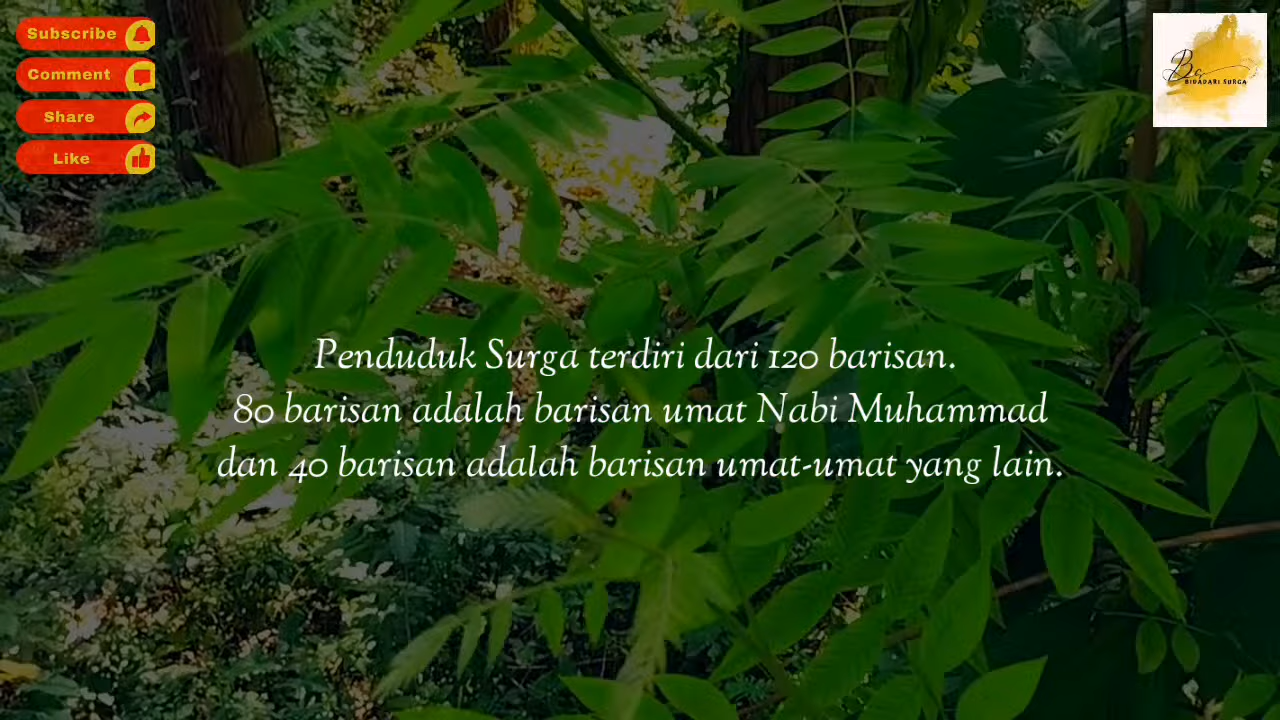 Subscribe
Comment
Share
Like
Bs
BIDADARI SURGA
Penduduk Surga terdiri dari 120 barisan.
80 barisan adalah barisan umat Nabi Muhammad
dan 40 barisan adalah barisan umat-umat yang lain.